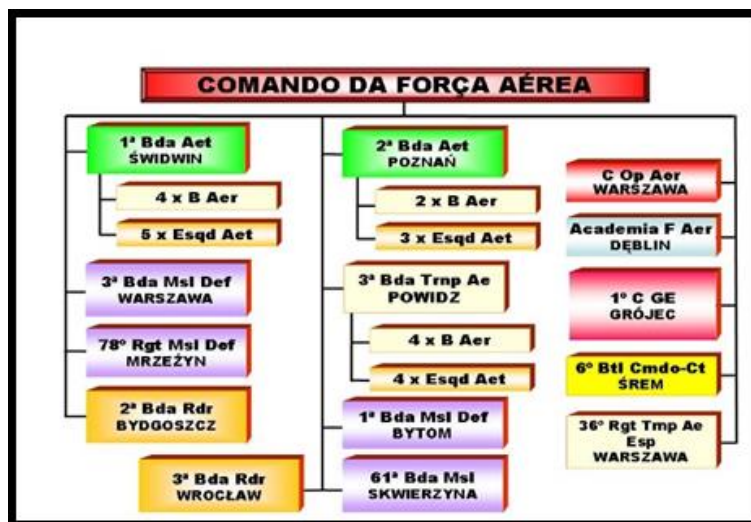 COMANDO DA FORÇA AÉREA
1ª Bda Aet
ŚWIDWIN
4 x B Aer
5 x Esqd Aet
3ª Bda Msl Def
WARSZAWA
78º Rgt Msl Def
MRZEŻYN
2ª Bda Rdr
BYDGOSZCZ
3ª Bda Rdr
WROCŁAW
2ª Bda Aet
POZNAŃ
2 x B Aer
3 x Esqd Aet
3ª Bda Trnp Ae
POWIDZ
4 x B Aer
4 x Esqd Aet
1ª Bda Msl Def
BYTOM
61ª Bda Msl
SKWIERZYNA
C Op Aer
WARSZAWA
Academia F Aer
DĘBLIN
1º C GE
GRÓJEC
6º Btl Cmdo-Ct
ŚREM
36º Rgt Trnp Ae
Esp
WARSZAWA